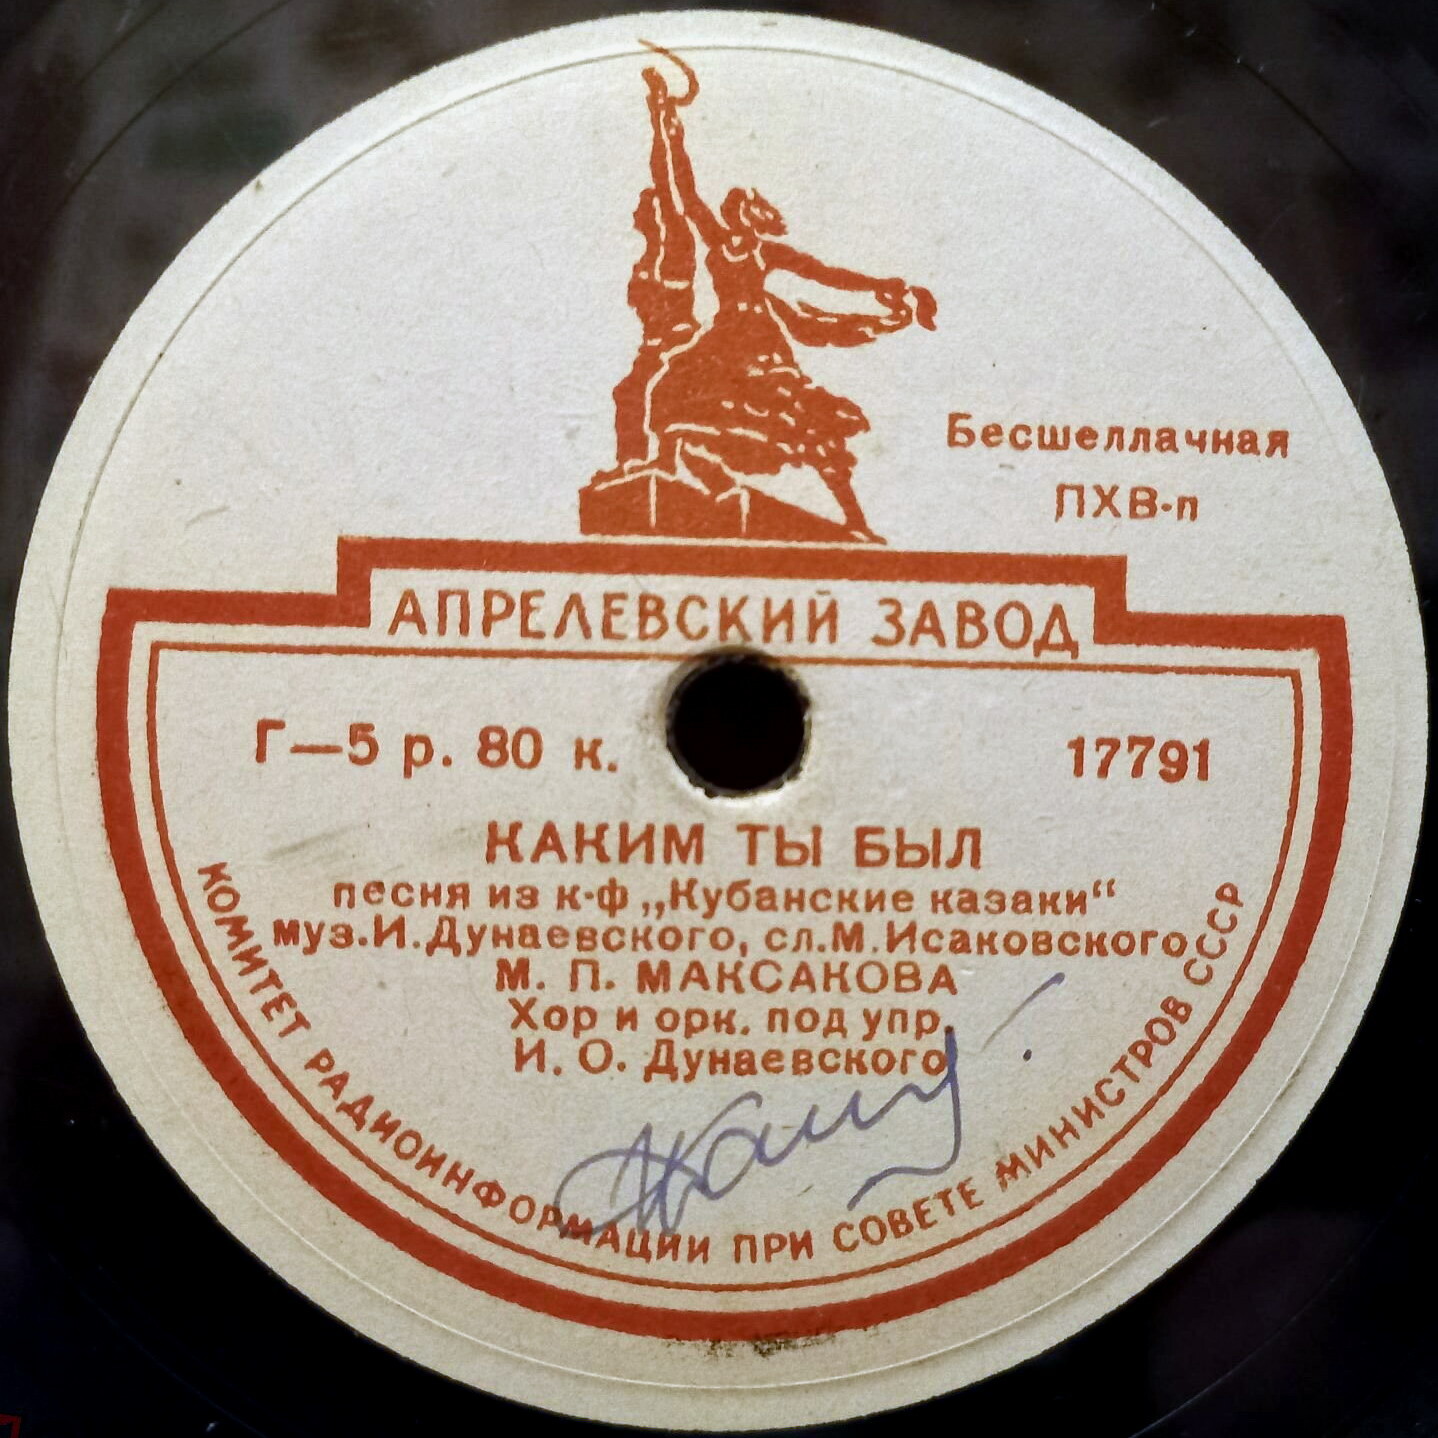 Бесшеллачная
ПХВ-п
АПРЕЛЕВСКИЙ ЗАВОД
Г—5 р. 80 к.
17791
КАКИМ ТЫ БЫЛ
песня из к-ф „Кубанские казаки“
муз.И.Дунаевского, сл.М.Исаковского
М. П. МАКСАКОВА
Хор и орк. под упр.
И. О. Дунаевского
КОМИТЕТ РАДИОИНФОРМАЦИИ ПРИ СОВЕТЕ МИНИСТРОВ СССР